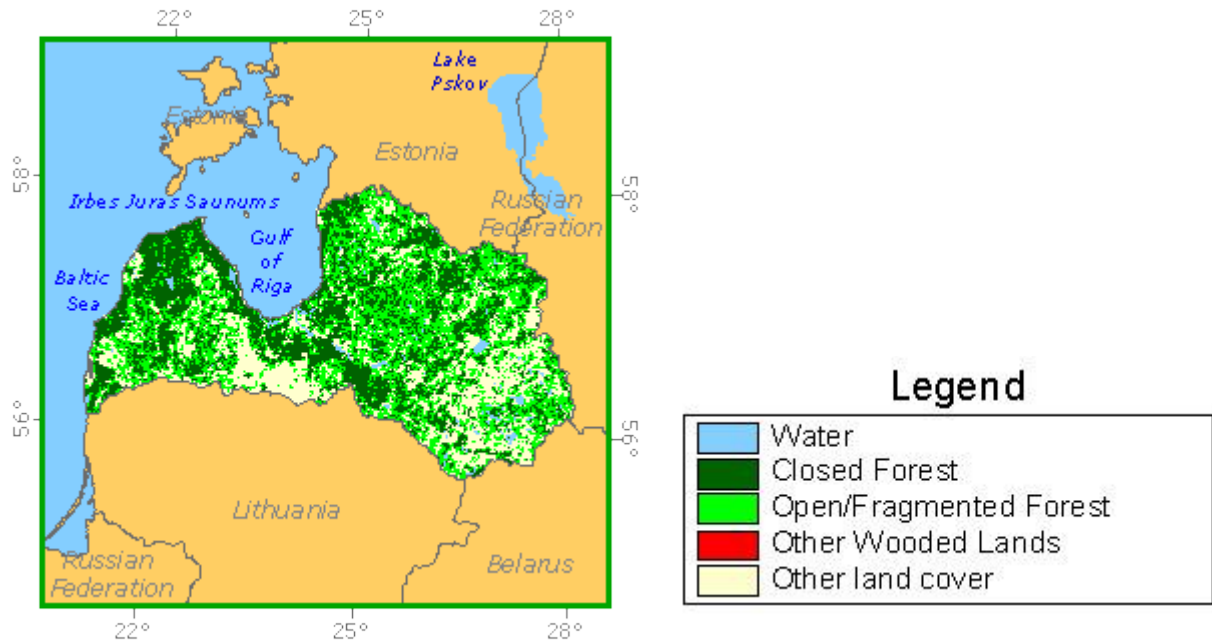 22°
25°
28°
Lake
Pskov
Estonia
Estonia
58°
58°
Irbes Juras Saunums
Russian
Federation
Gulf
of
Riga
Baltic
Sea
56°
56°
Lithuania
Russian
Federation
Belarus
22°
25°
28°
Legend
Water
Closed Forest
Open/Fragmented Forest
Other Wooded Lands
Other land cover